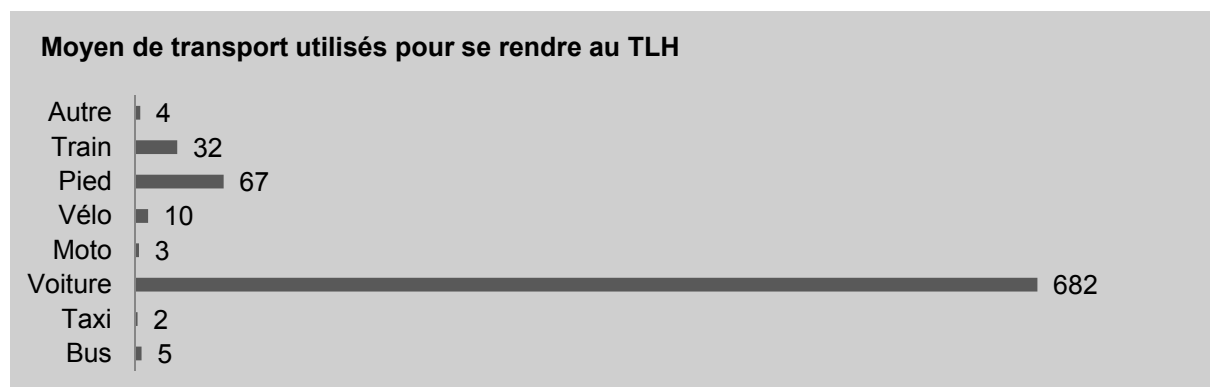 Moyen de transport utilisés pour se rendre au TLH
Autre 4
Train 32
Pied 67
Vélo 10
Moto 3
Voiture 682
Taxi 2
Bus 5